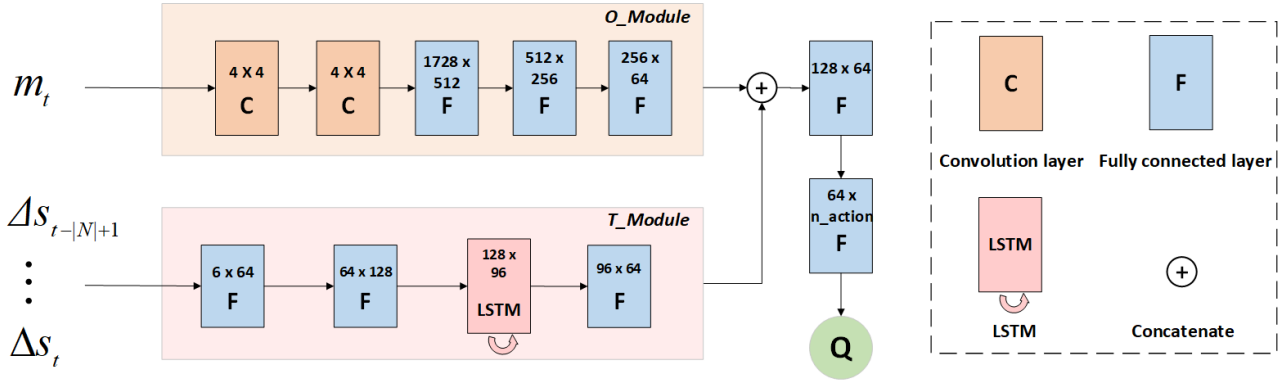 O_Module
m_t
4 X 4
C
4 X 4
C
1728 x
512
F
512 x
256
F
256 x
64
F
+
128 x 64
F
64 x
n_action
F
Q
T_Module
Δs_{t-|N|+1}
⋮
Δs_t
6 x 64
F
64 x 128
F
128 x
96
LSTM
96 x 64
F
C
Convolution layer
F
Fully connected layer
LSTM
LSTM
+
Concatenate